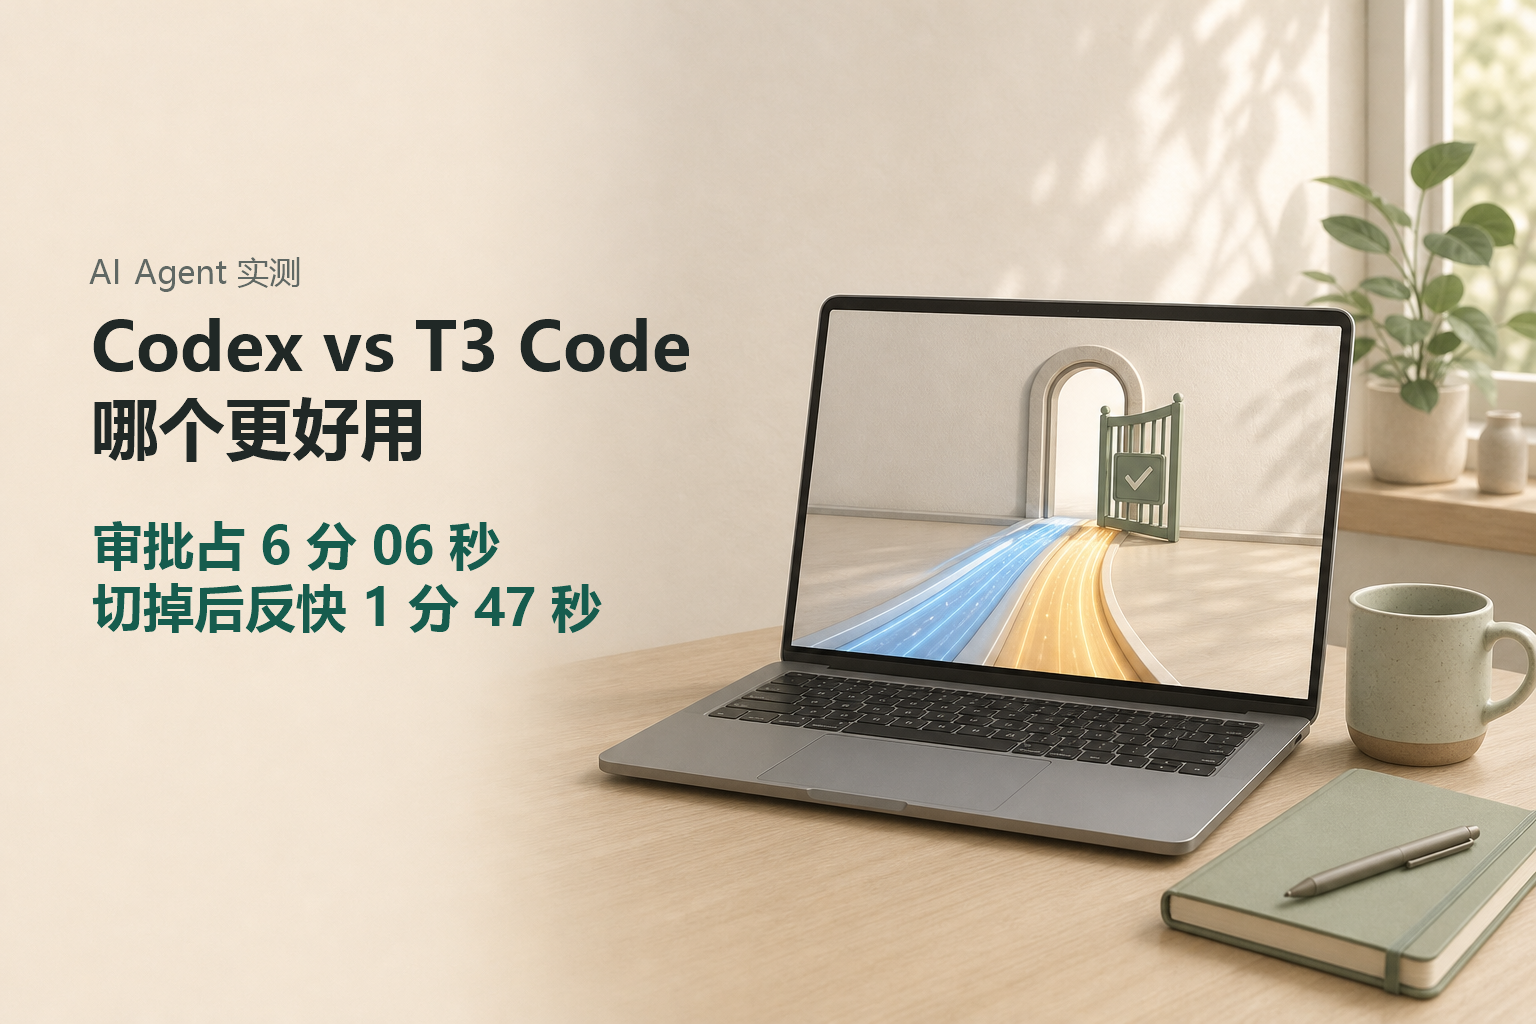 AI Agent 实测
Codex vs T3 Code
哪个更好用
审批占 6 分 06 秒
切掉后反快 1 分 47 秒